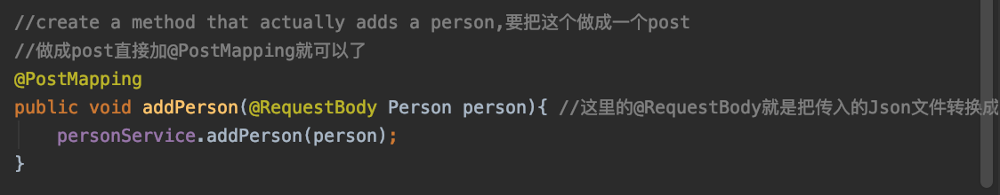 //create a method that actually adds a person,要把这个做成一个post
//做成post直接加@PostMapping就可以了
@PostMapping
public void addPerson(@RequestBody Person person){ //这里的@RequestBody就是把传入的Json文件转换成
    personService.addPerson(person);
}